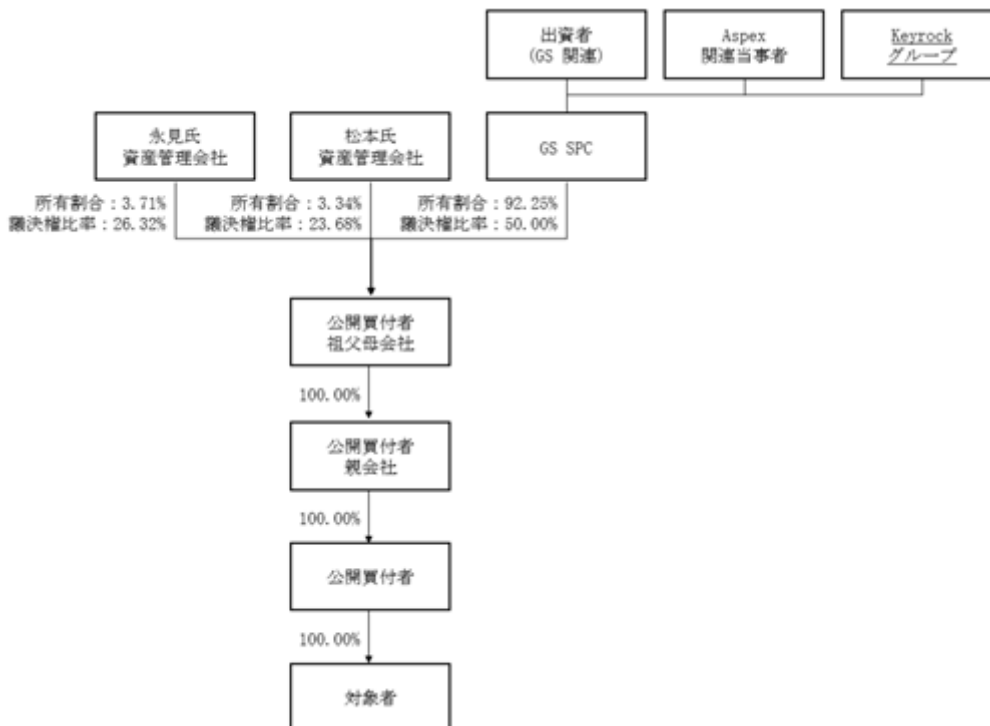 出資者
(GS 関連)
Aspex
関連当事者
Keyrock
グループ
永見氏
資産管理会社
松本氏
資産管理会社
GS SPC
所有割合：3.71%
議決権比率：26.32%
所有割合：3.34%
議決権比率：23.68%
所有割合：92.25%
議決権比率：50.00%
公開買付者
祖父母会社
100.00%
公開買付者
親会社
100.00%
公開買付者
100.00%
対象者